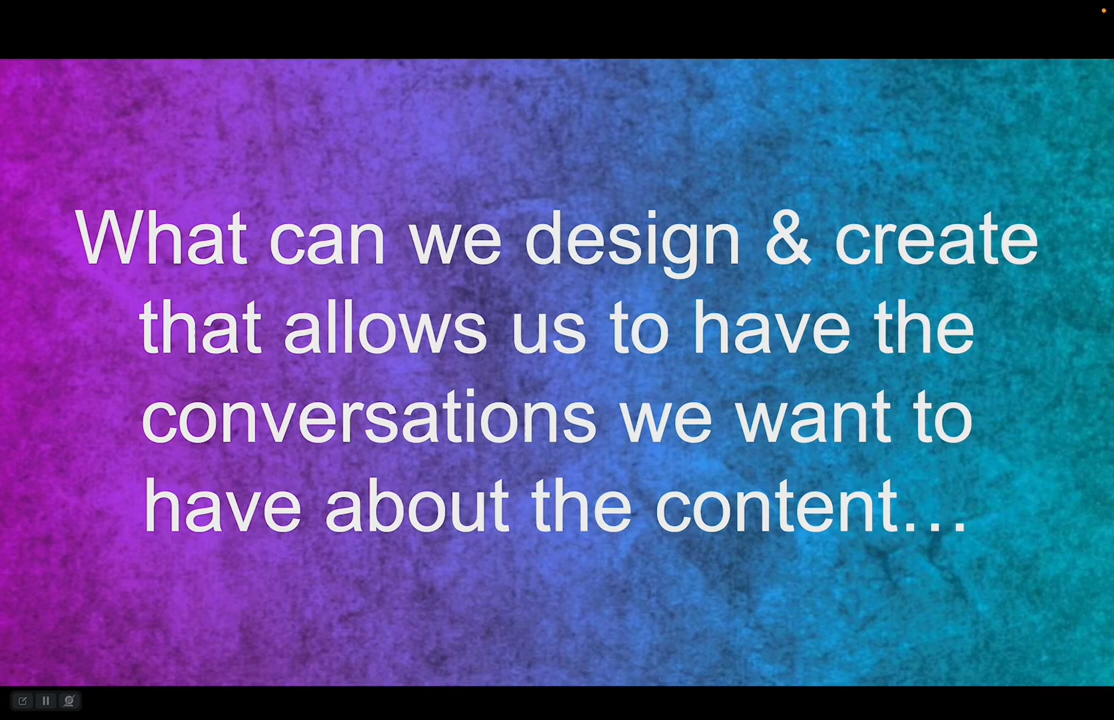 What can we design & create
that allows us to have the
conversations we want to
have about the content…